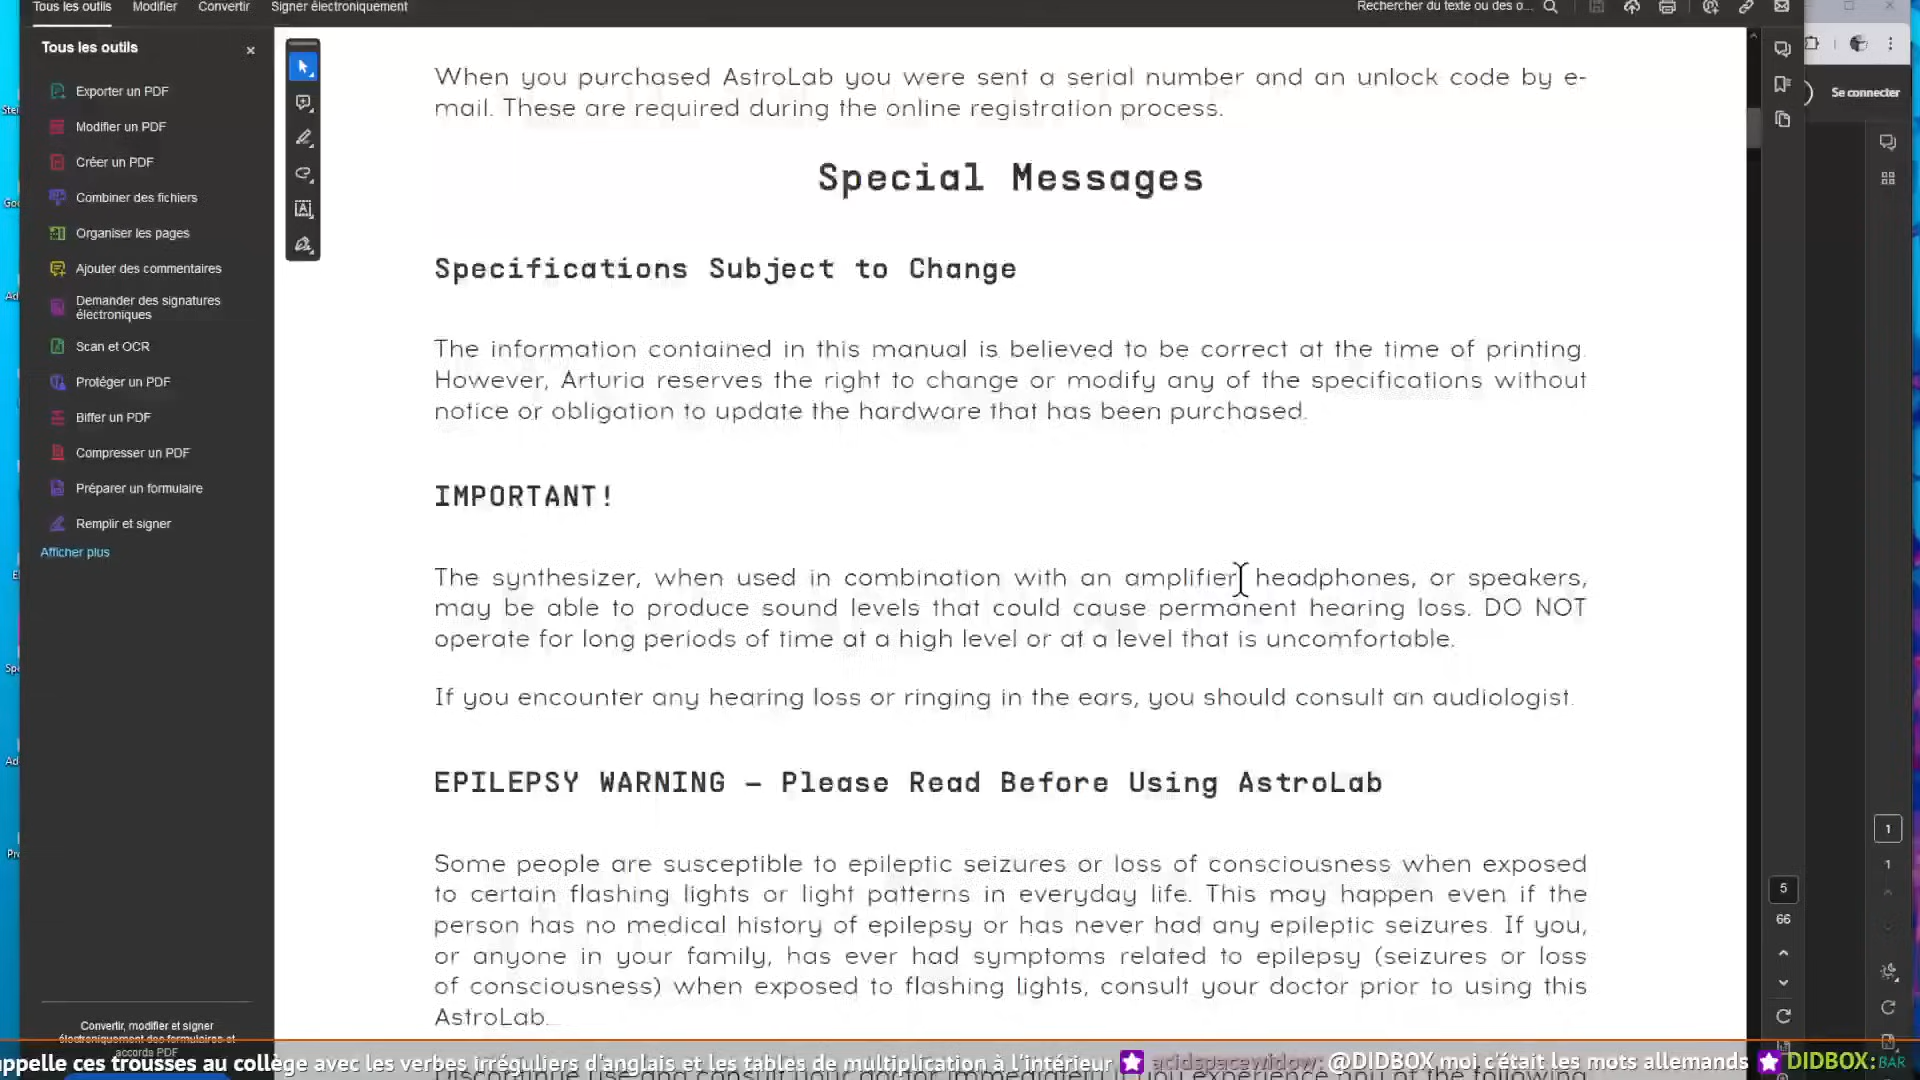 Tous les outils
Modifier
Convertir
Signer électroniquement
Rechercher du texte ou des o...
Tous les outils
Exporter un PDF
Modifier un PDF
Créer un PDF
Combiner des fichiers
Organiser les pages
Ajouter des commentaires
Demander des signatures
électroniques
Scan et OCR
Protéger un PDF
Biffer un PDF
Compresser un PDF
Préparer un formulaire
Remplir et signer
Afficher plus
Convertir, modifier et signer
électroniquement des formulaires et
accords PDF
When you purchased AstroLab you were sent a serial number and an unlock code by e-
mail. These are required during the online registration process.
Special Messages
Specifications Subject to Change
The information contained in this manual is believed to be correct at the time of printing.
However, Arturia reserves the right to change or modify any of the specifications without
notice or obligation to update the hardware that has been purchased.
IMPORTANT!
The synthesizer, when used in combination with an amplifier, headphones, or speakers,
may be able to produce sound levels that could cause permanent hearing loss. DO NOT
operate for long periods of time at a high level or at a level that is uncomfortable.
If you encounter any hearing loss or ringing in the ears, you should consult an audiologist.
EPILEPSY WARNING – Please Read Before Using AstroLab
Some people are susceptible to epileptic seizures or loss of consciousness when exposed
to certain flashing lights or light patterns in everyday life. This may happen even if the
person has no medical history of epilepsy or has never had any epileptic seizures. If you,
or anyone in your family, has ever had symptoms related to epilepsy (seizures or loss
of consciousness) when exposed to flashing lights, consult your doctor prior to using this
AstroLab.
Se connecter
1
1
5
66
appelle ces trousses au collège avec les verbes irréguliers d'anglais et les tables de multiplication à l'intérieur acidspacewidow: @DIDBOX moi c'était les mots allemands DIDBOX: BAR